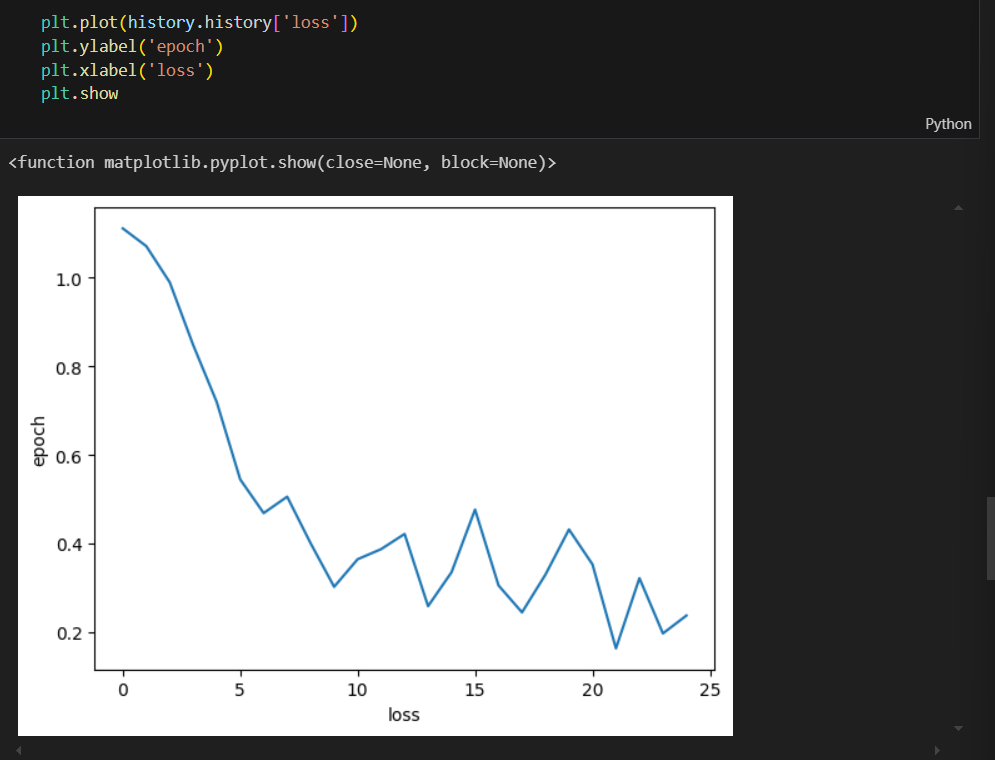 plt.plot(history.history['loss'])
plt.ylabel('epoch')
plt.xlabel('loss')
plt.show
Python
<function matplotlib.pyplot.show(close=None, block=None)>
1.0
0.8
0.6
0.4
0.2
epoch
0 5 10 15 20 25
loss